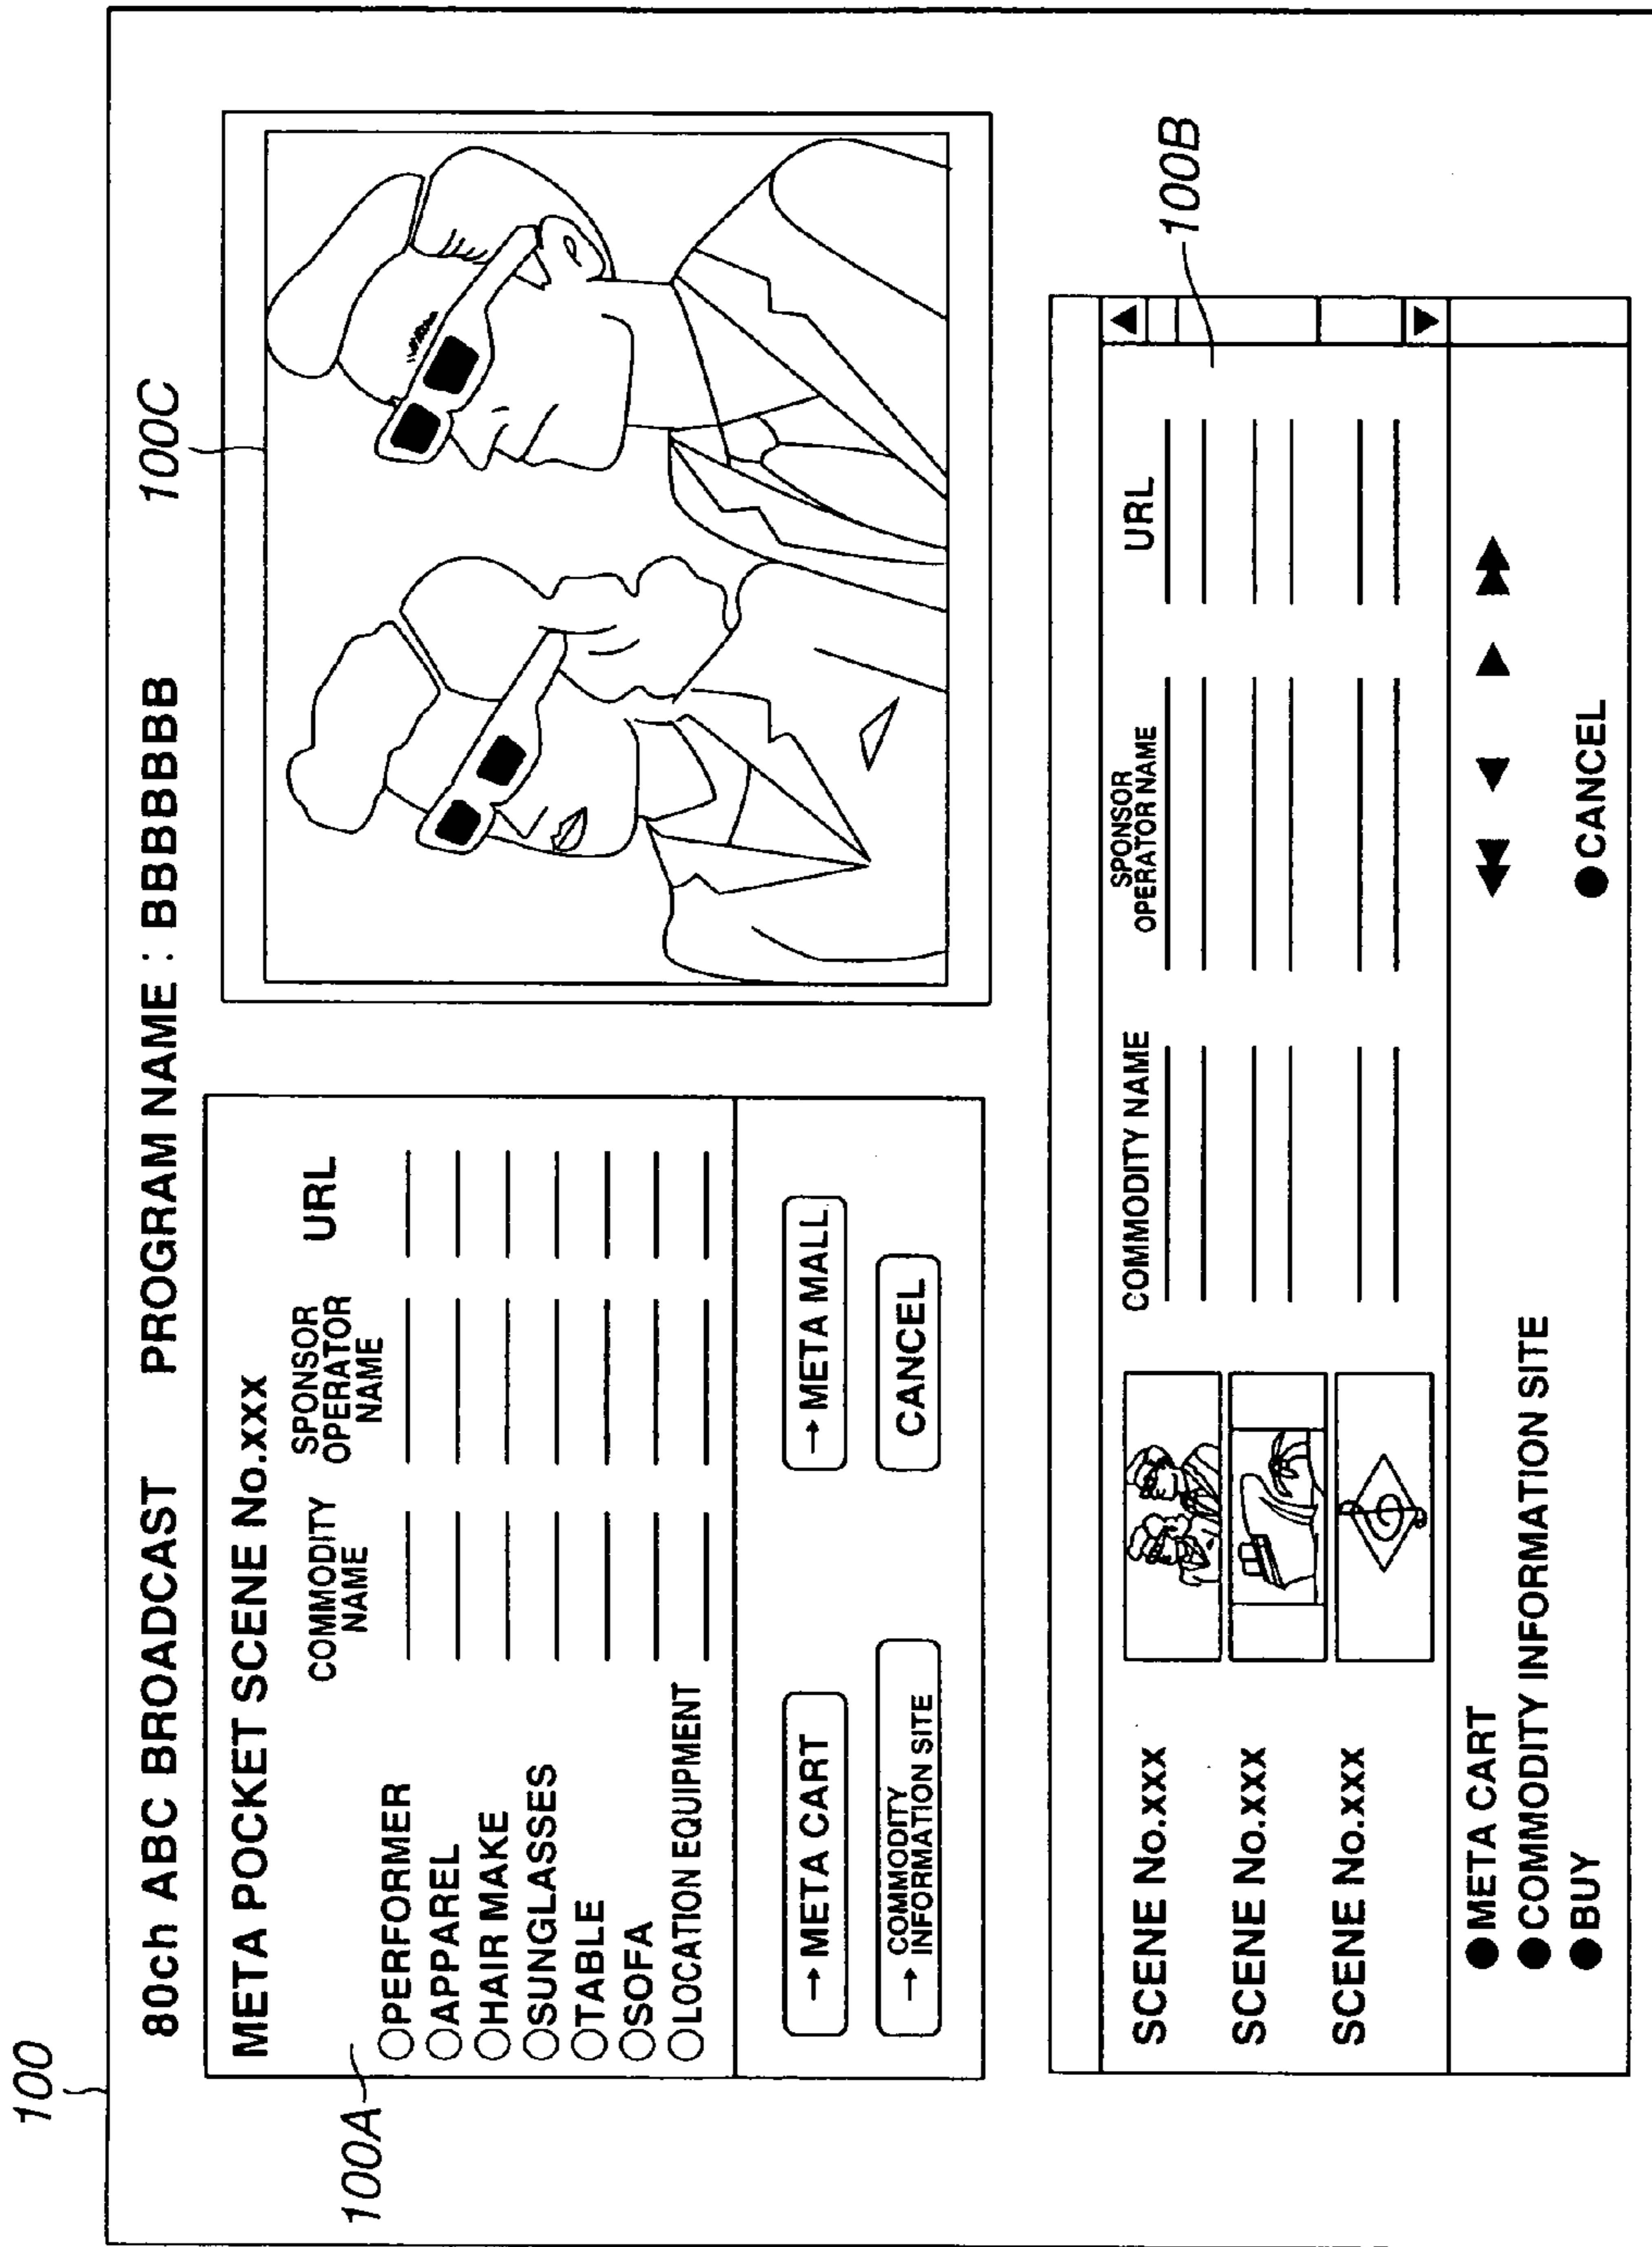 100
80ch ABC BROADCAST PROGRAM NAME : BBBBBBB
100C
META POCKET SCENE No.xxx
COMMODITY NAME
SPONSOR OPERATOR NAME
URL
100A
○PERFORMER
○APPAREL
○HAIR MAKE
○SUNGLASSES
○TABLE
○SOFA
○LOCATION EQUIPMENT
→ META CART
→ META MALL
→ COMMODITY INFORMATION SITE
CANCEL
100B
COMMODITY NAME
SPONSOR OPERATOR NAME
URL
SCENE No.xxx
SCENE No.xxx
SCENE No.xxx
●META CART
●COMMODITY INFORMATION SITE
●BUY
●CANCEL